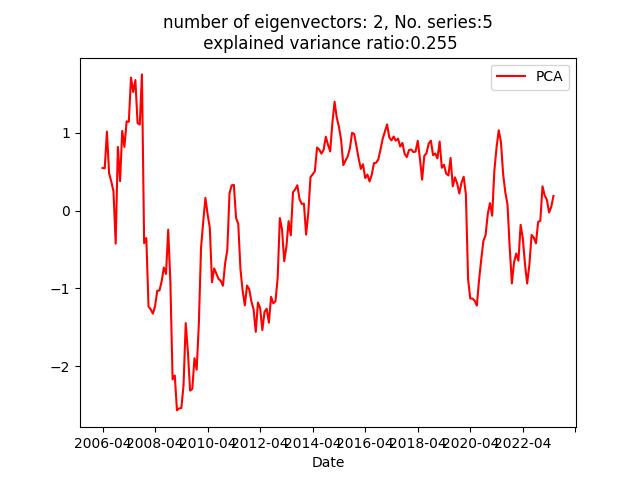 number of eigenvectors: 2, No. series:5
explained variance ratio:0.255
PCA
1
0
−1
−2
2006-04 2008-04 2010-04 2012-04 2014-04 2016-04 2018-04 2020-04 2022-04
Date